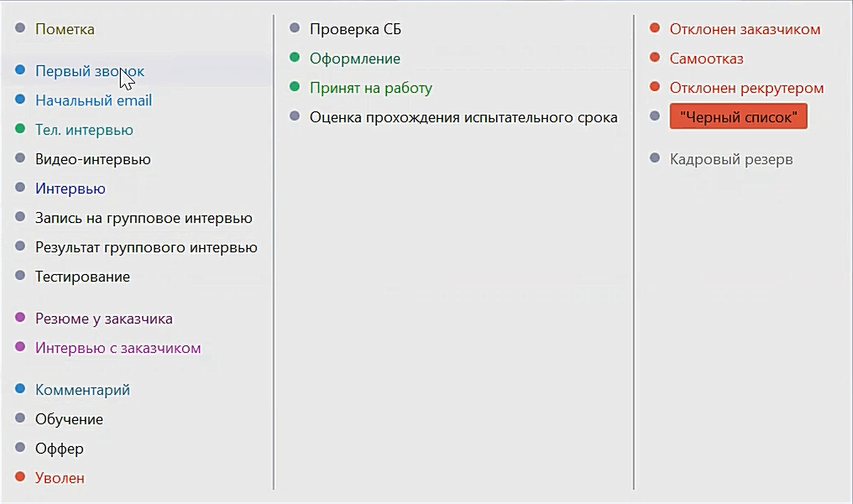 Пометка
Первый звонок
Начальный email
Тел. интервью
Видео-интервью
Интервью
Запись на групповое интервью
Результат группового интервью
Тестирование
Резюме у заказчика
Интервью с заказчиком
Комментарий
Обучение
Оффер
Уволен
Проверка СБ
Оформление
Принят на работу
Оценка прохождения испытательного срока
Отклонен заказчиком
Самоотказ
Отклонен рекрутером
"Черный список"
Кадровый резерв